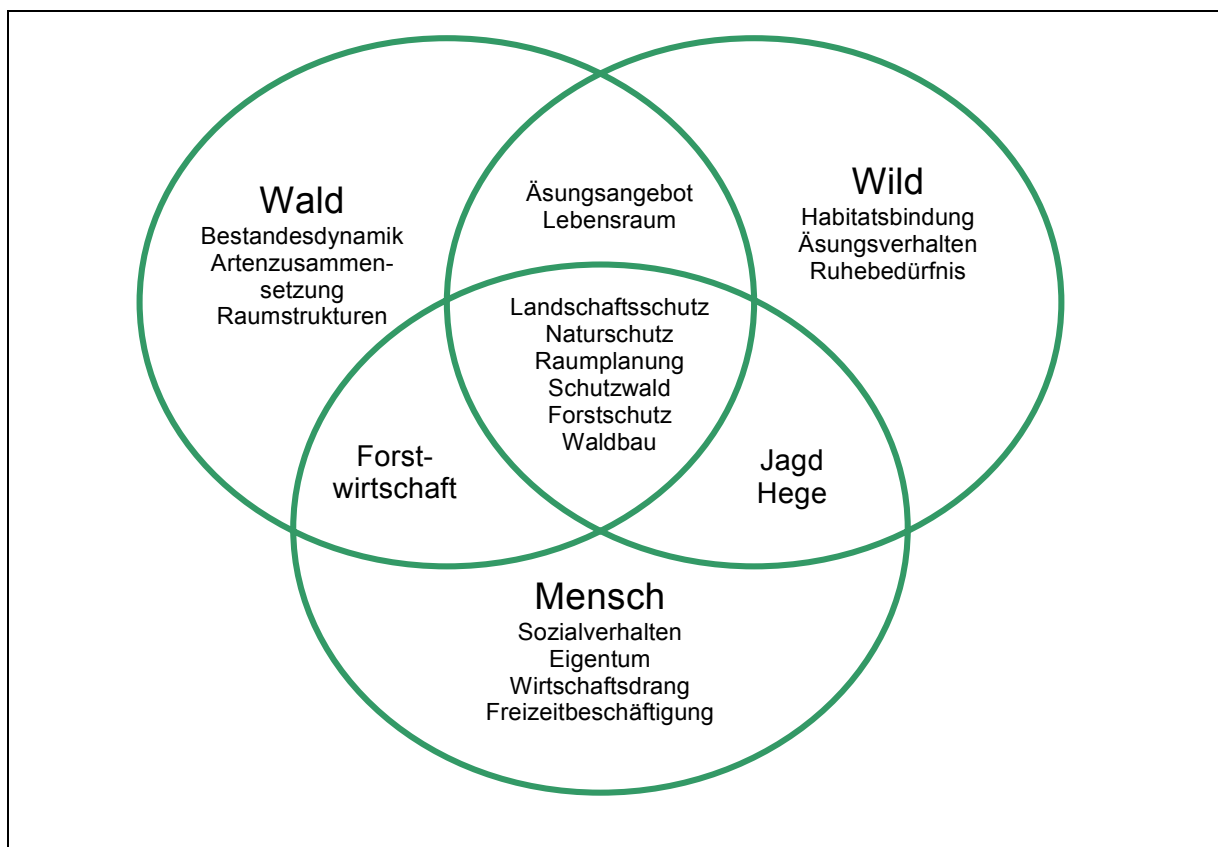 Wald
Bestandesdynamik
Artenzusammen-
setzung
Raumstrukturen
Äsungsangebot
Lebensraum
Wild
Habitatsbindung
Äsungsverhalten
Ruhebedürfnis
Landschaftsschutz
Naturschutz
Raumplanung
Schutzwald
Forstschutz
Waldbau
Forst-
wirtschaft
Jagd
Hege
Mensch
Sozialverhalten
Eigentum
Wirtschaftsdrang
Freizeitbeschäftigung